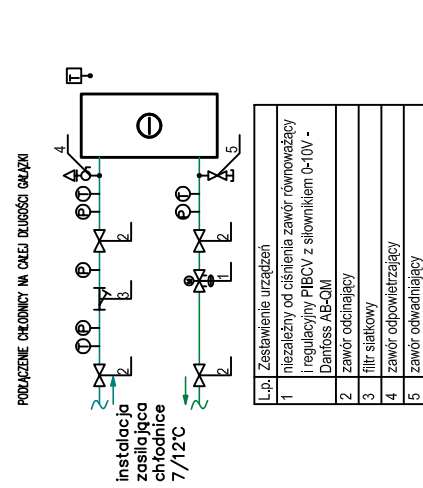 PODŁĄCZENIE CHŁODNICY NA CAŁEJ DŁUGOŚCI GAŁĄZKI
T
4
T
P
P
T
P
2
3
2
5
P
T
M
2
1
2
instalacja
zasilająca
chłodnice
7/12°C
L.p. Zestawienie urządzeń
1 niezależny od ciśnienia zawór równoważący
i regulacyjny PIBCV z siłownikiem 0-10V -
Danfoss AB-QM
2 zawór odcinający
3 filtr siatkowy
4 zawór odpowietrzający
5 zawór odwadniający